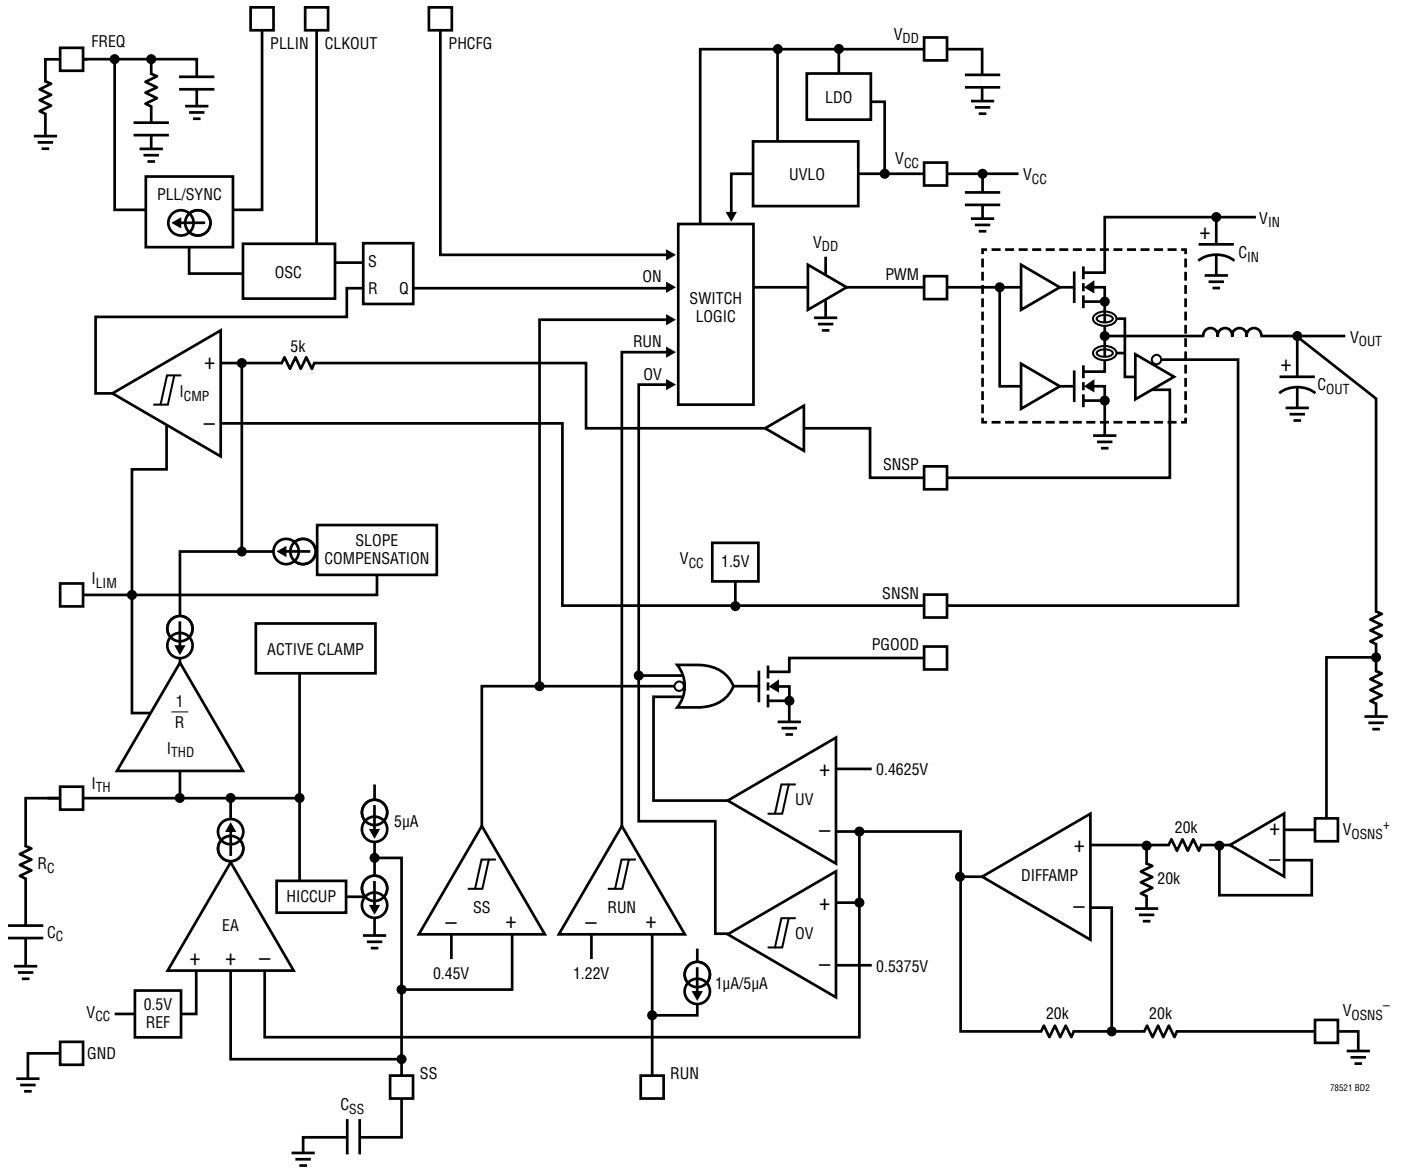 FREQ
PLLIN
CLKOUT
PHCFG
VDD
LDO
UVLO
VCC
VCC
PLL/SYNC
OSC
S
R Q
ON
RUN
OV
SWITCH
LOGIC
VDD
PWM
VIN
+
CIN
VOUT
+
COUT
5k
+
ICMP
–
SNSP
SLOPE
COMPENSATION
ILIM
VCC
1.5V
SNSN
ACTIVE CLAMP
PGOOD
1
R
ITHD
ITH
5µA
+
0.4625V
UV
–
HICCUP
RC
CC
EA
+ + –
SS
– +
0.45V
RUN
– +
1.22V
1µA/5µA
+
OV
–
0.5375V
DIFFAMP
+
–
20k
20k
+
–
VOSNS+
VCC
0.5V
REF
GND
20k
20k
VOSNS–
SS
RUN
CSS
78521 BD2